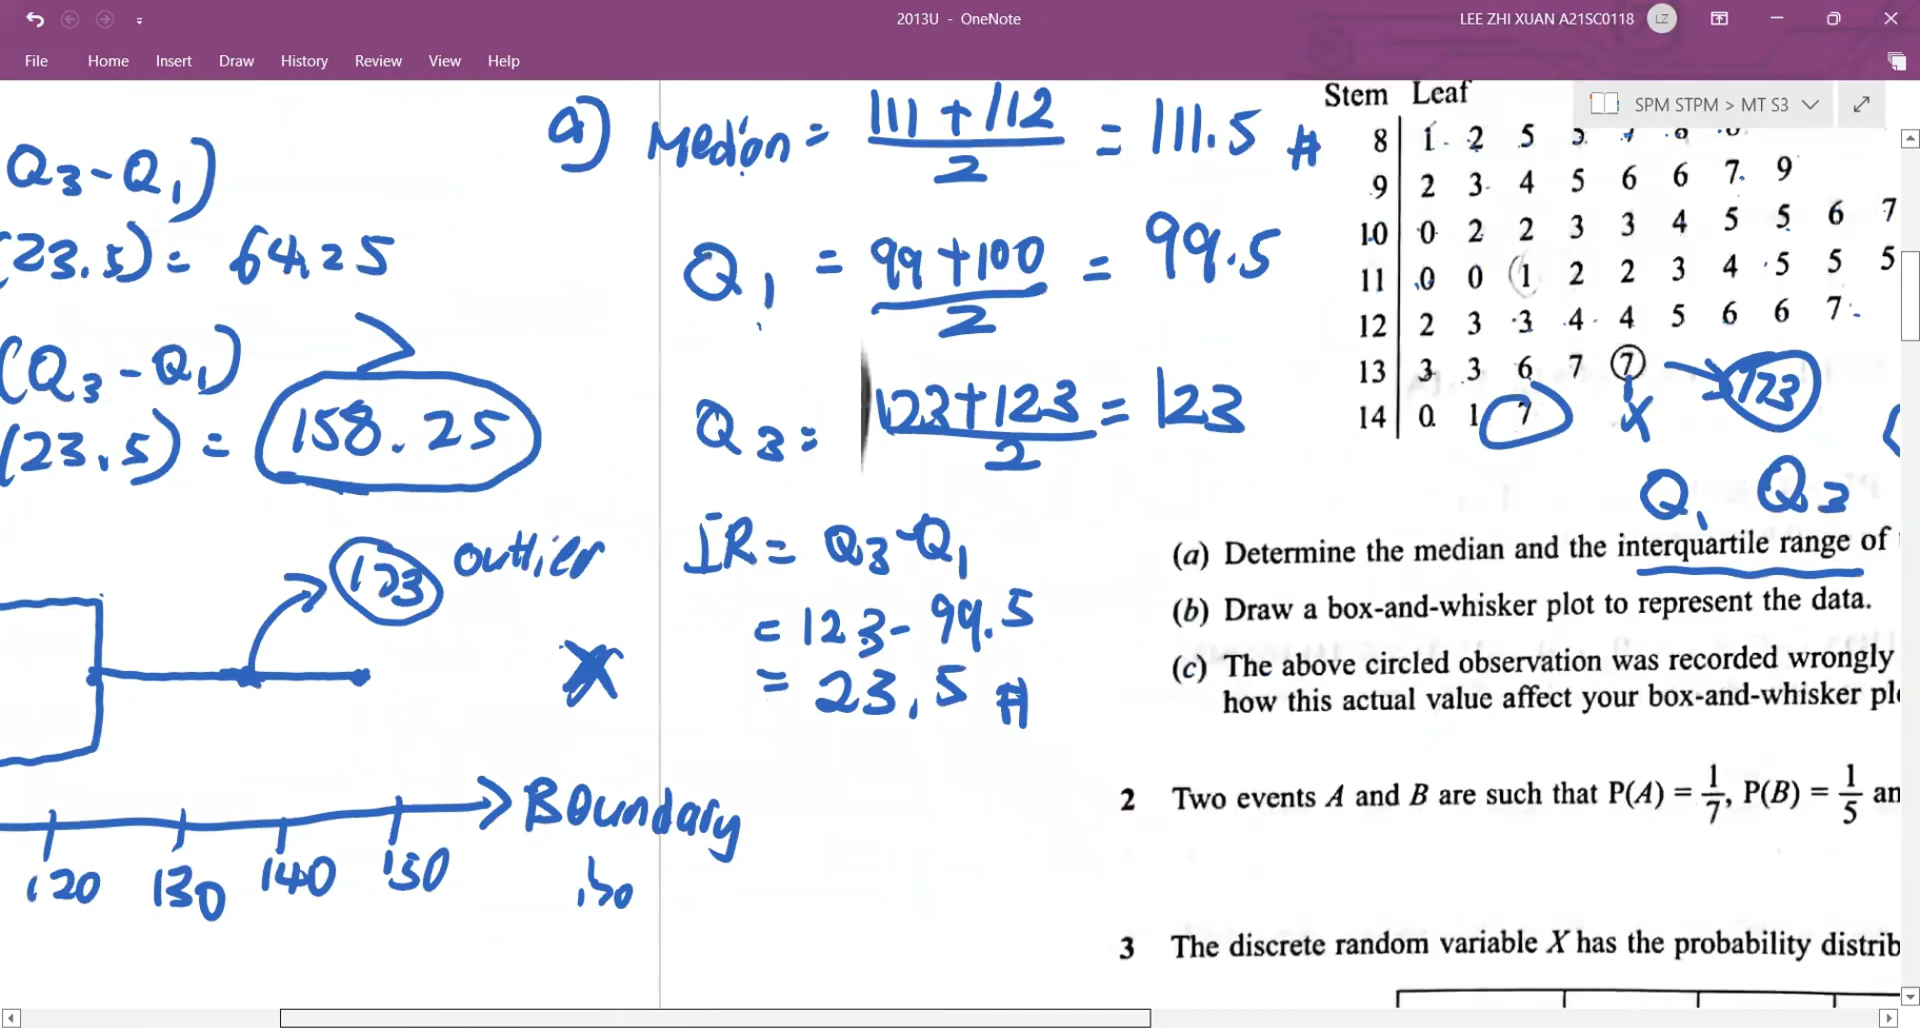 2013U - OneNote
LEE ZHI XUAN A21SC0118
LZ
File Home Insert Draw History Review View Help
SPM STPM > MT S3
Q3-Q1)
(23.5) = 64.25
(Q3-Q1)
(23.5) = 158.25
123 outlier
Boundary
120 130 140 150
150
a) Median = 111+112 / 2 = 111.5 #
Q1 = 99+100 / 2 = 99.5
Q3 = 123+123 / 2 = 123
IR = Q3-Q1
= 123-99.5
= 23.5 #
Stem Leaf
8 1 2 5 5
9 2 3 4 5 6 6 7 9
10 0 2 2 3 3 4 5 5 6 7
11 0 0 1 2 2 3 4 5 5 5
12 2 3 3 4 4 5 6 6 7
13 3 3 6 7 7 123
14 0 1 7 X
Q1 Q3
(a) Determine the median and the interquartile range of
(b) Draw a box-and-whisker plot to represent the data.
(c) The above circled observation was recorded wrongly
how this actual value affect your box-and-whisker
2 Two events A and B are such that P(A) = 1/7, P(B) = 1/5 an
3 The discrete random variable X has the probability distrib